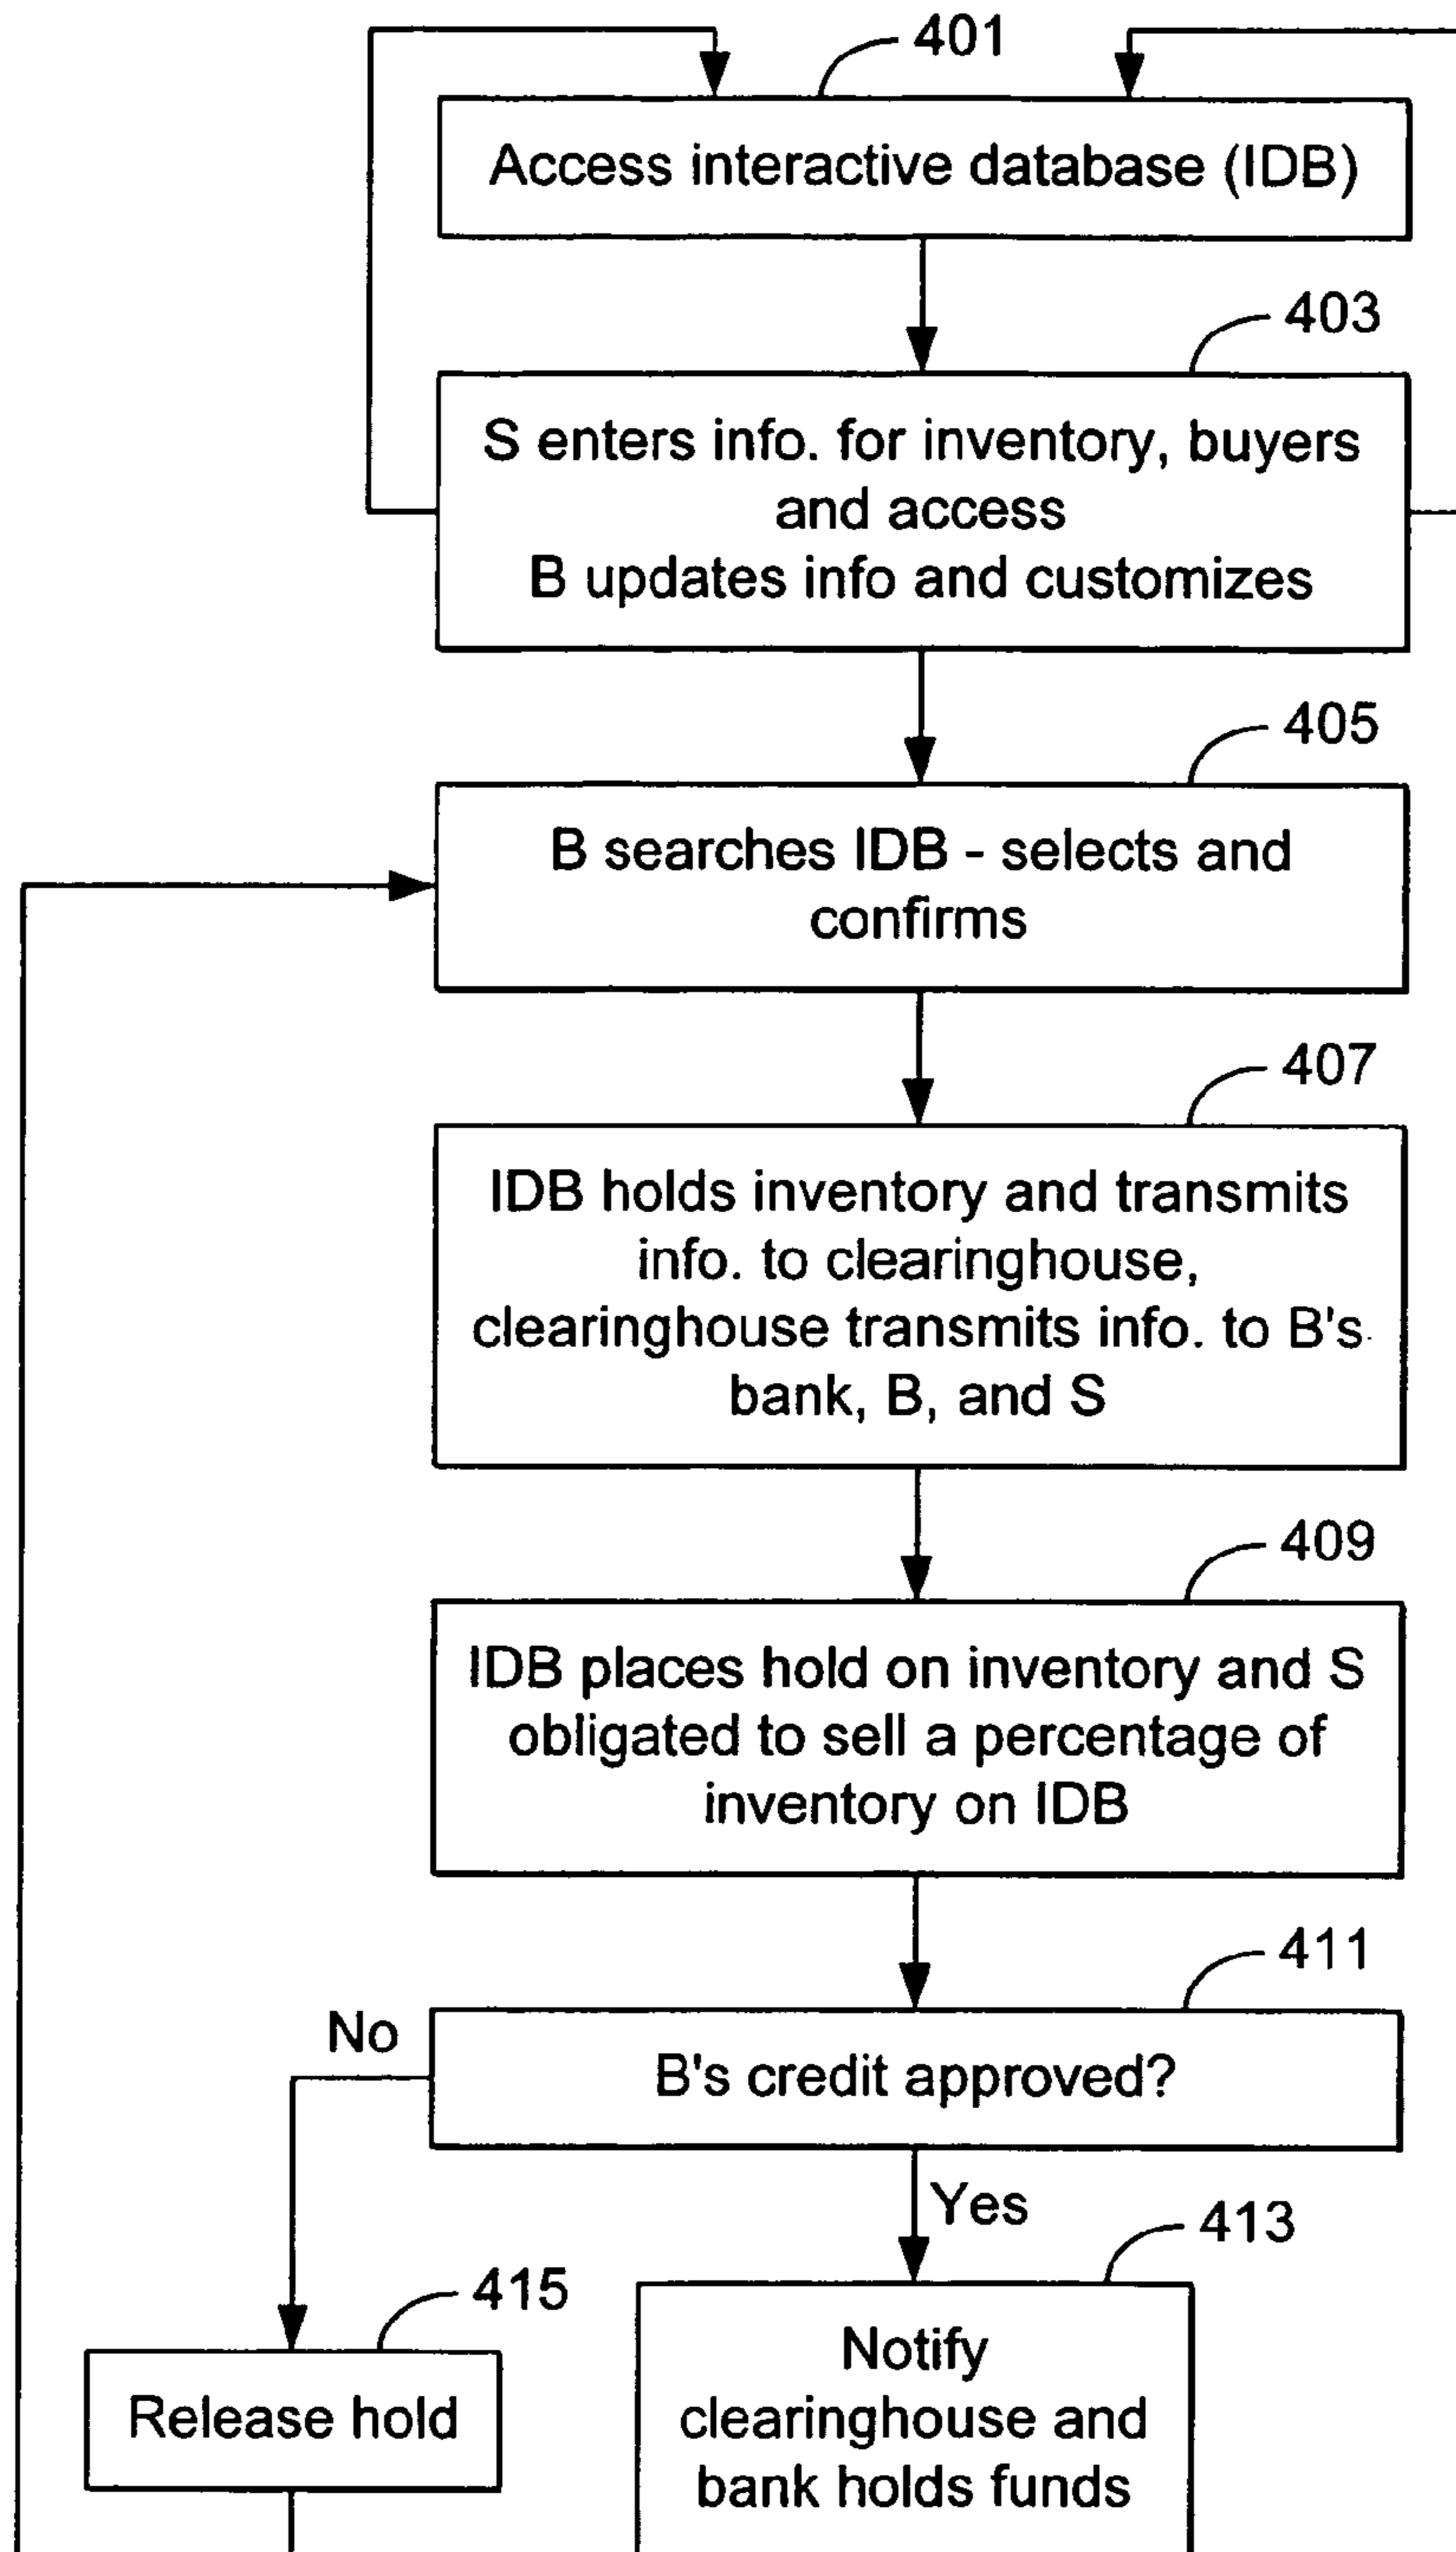 401
Access interactive database (IDB)
403
S enters info. for inventory, buyers
and access
B updates info and customizes
405
B searches IDB - selects and
confirms
407
IDB holds inventory and transmits
info. to clearinghouse,
clearinghouse transmits info. to B's
bank, B, and S
409
IDB places hold on inventory and S
obligated to sell a percentage of
inventory on IDB
411
No
B's credit approved?
Yes
413
415
Notify
clearinghouse and
bank holds funds
Release hold